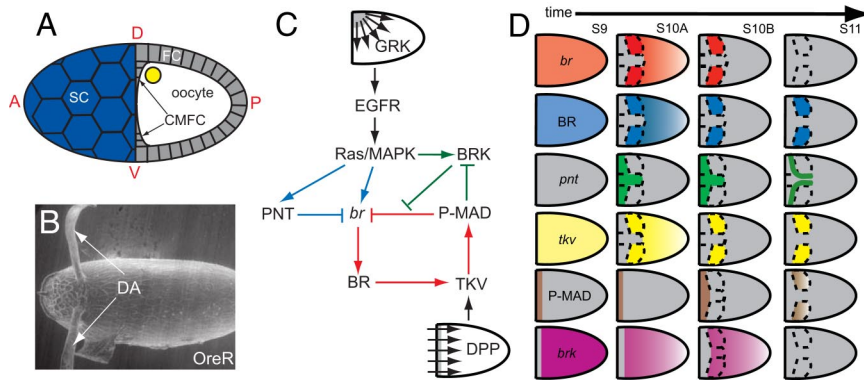 A
D
FC
SC
oocyte
CMFC
A
P
V
B
DA
OreR
C
GRK
EGFR
Ras/MAPK
BRK
PNT
br
P-MAD
BR
TKV
DPP
D
time
S9
S10A
S10B
S11
br
BR
pnt
tkv
P-MAD
brk